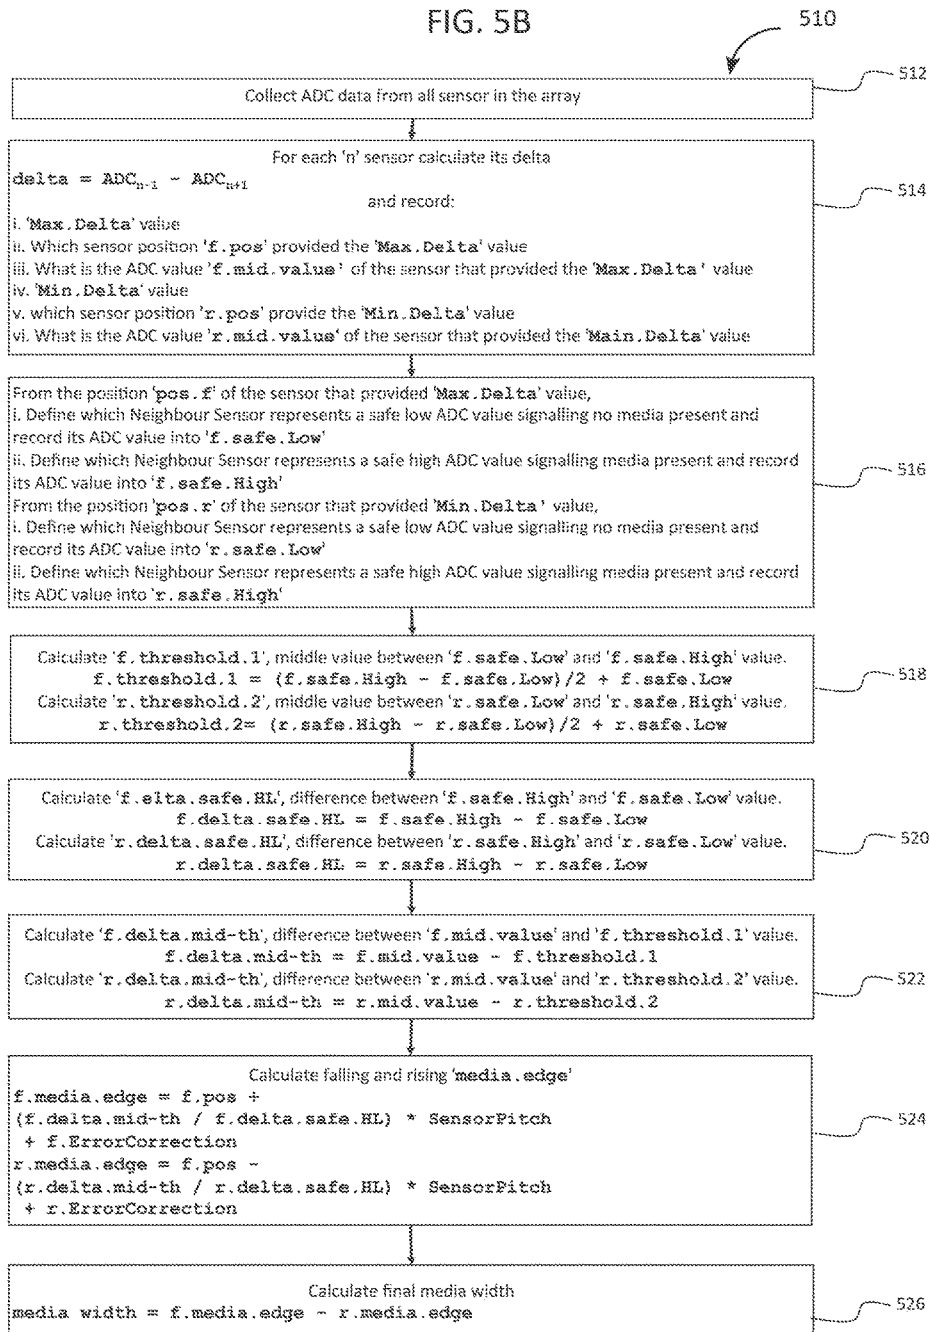 FIG. 5B
510
Collect ADC data from all sensor in the array
512
For each 'n' sensor calculate its delta
delta = ADCn-1 - ADCn+1
and record:
i. 'Max.Delta' value
ii. Which sensor position 'f.pos' provided the 'Max.Delta' value
iii. What is the ADC value 'f.mid.value' of the sensor that provided the 'Max.Delta' value
iv. 'Min.Delta' value
v. which sensor position 'r.pos' provide the 'Min.Delta' value
vi. What is the ADC value 'r.mid.value' of the sensor that provided the 'Main.Delta' value
514
From the position 'pos.f' of the sensor that provided 'Max.Delta' value,
i. Define which Neighbour Sensor represents a safe low ADC value signalling no media present and
record its ADC value into 'f.safe.Low'
ii. Define which Neighbour Sensor represents a safe high ADC value signalling media present and record
its ADC value into 'f.safe.High'
From the position 'pos.r' of the sensor that provided 'Min.Delta' value,
i. Define which Neighbour Sensor represents a safe low ADC value signalling no media present and
record its ADC value into 'r.safe.Low'
ii. Define which Neighbour Sensor represents a safe high ADC value signalling media present and record
its ADC value into 'r.safe.High'
516
Calculate 'f.threshold.1', middle value between 'f.safe.Low' and 'f.safe.High' value.
f.threshold.1 = (f.safe.High - f.safe.Low)/2 + f.safe.Low
Calculate 'r.threshold.2', middle value between 'r.safe.Low' and 'r.safe.High' value.
r.threshold.2= (r.safe.High - r.safe.Low)/2 + r.safe.Low
518
Calculate 'f.elta.safe.HL', difference between 'f.safe.High' and 'f.safe.Low' value.
f.delta.safe.HL = f.safe.High - f.safe.Low
Calculate 'r.delta.safe.HL', difference between 'r.safe.High' and 'r.safe.Low' value.
r.delta.safe.HL = r.safe.High - r.safe.Low
520
Calculate 'f.delta.mid-th', difference between 'f.mid.value' and 'f.threshold.1' value.
f.delta.mid-th = f.mid.value - f.threshold.1
Calculate 'r.delta.mid-th', difference between 'r.mid.value' and 'r.threshold.2' value.
r.delta.mid-th = r.mid.value - r.threshold.2
522
Calculate falling and rising 'media.edge'
f.media.edge = f.pos +
(f.delta.mid-th / f.delta.safe.HL) * SensorPitch
+ f.ErrorCorrection
r.media.edge = f.pos -
(r.delta.mid-th / r.delta.safe.HL) * SensorPitch
+ r.ErrorCorrection
524
Calculate final media width
media width = f.media.edge - r.media.edge
526